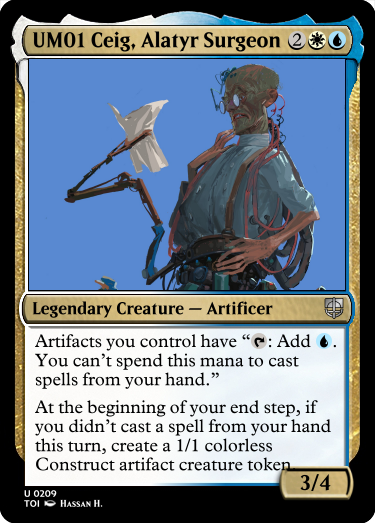 UM01 Ceig, Alatyr Surgeon 2
Legendary Creature — Artificer
Artifacts you control have “: Add .
You can’t spend this mana to cast
spells from your hand.”
At the beginning of your end step, if
you didn’t cast a spell from your hand
this turn, create a 1/1 colorless
Construct artifact creature token.
3/4
U 0209
TOI Hassan H.